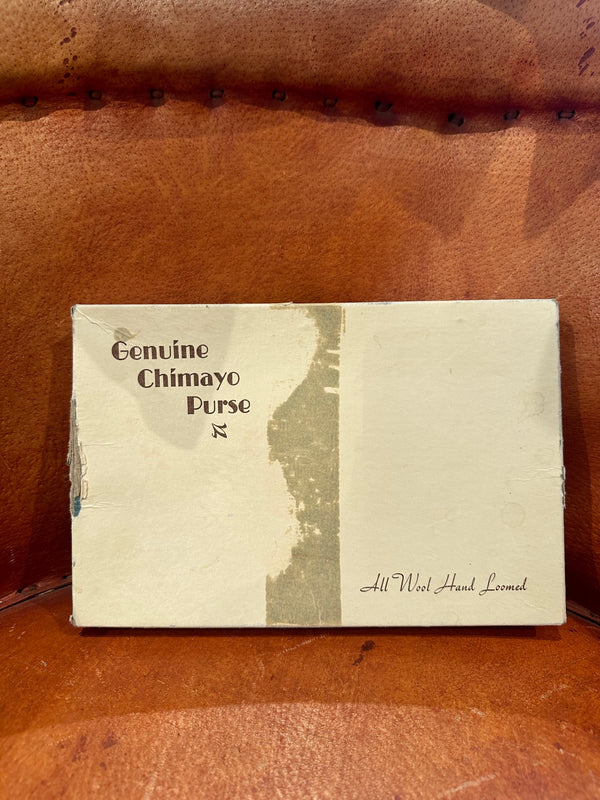 Genuine
Chimayo
Purse
All Wool Hand Loomed